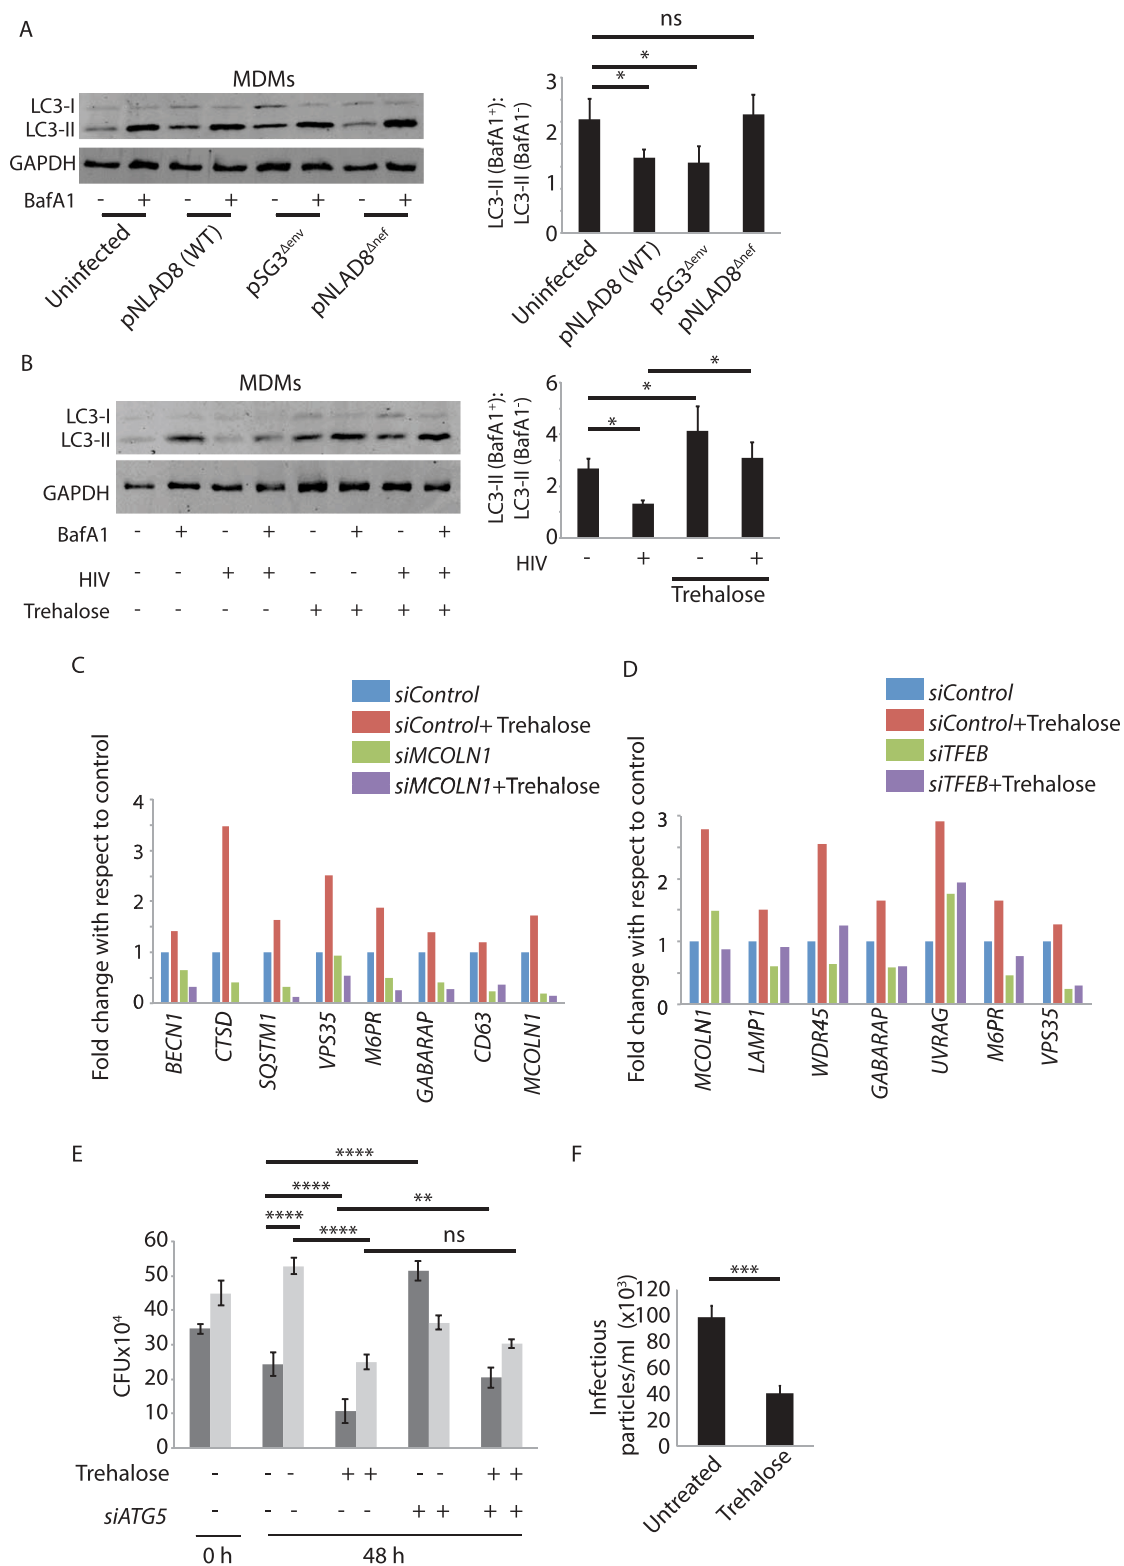 A
MDMs
LC3-I
LC3-II
GAPDH
BafA1 - + - + - + - +
Uninfected
pNLAD8 (WT)
pSG3Δenv
pNLAD8Δnef
ns
*
*
LC3-II (BafA1+):
LC3-II (BafA1-)
3
2
2
1
0
Uninfected
pNLAD8 (WT)
pSG3Δenv
pNLAD8Δnef
B
MDMs
LC3-I
LC3-II
GAPDH
BafA1 - + - + - + - +
HIV - - + + - - + +
Trehalose - - - - + + + +
*
*
*
LC3-II (BafA1+):
LC3-II (BafA1-)
6
4
2
0
HIV - + - +
Trehalose
C
siControl
siControl+ Trehalose
siMCOLN1
siMCOLN1+Trehalose
Fold change with respect to control
4
3
2
1
0
BECN1
CTSD
SQSTM1
VPS35
M6PR
GABARAP
CD63
MCOLN1
D
siControl
siControl+Trehalose
siTFEB
siTFEB+Trehalose
Fold change with respect to control
3
2
1
0
MCOLN1
LAMP1
WDR45
GABARAP
UVRAG
M6PR
VPS35
E
****
****
**
****
****
ns
CFUx10⁴
60
50
40
30
20
10
0
Trehalose - - - + + - - + +
siATG5 - - - - - + + + +
0 h
48 h
F
***
Infectious
particles/ml (x10³)
120
100
80
60
40
20
0
Untreated
Trehalose